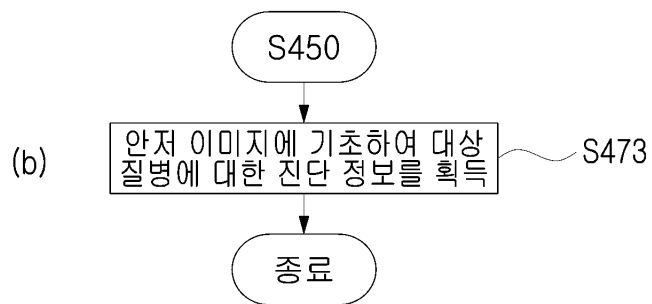 S450
(b)
안저 이미지에 기초하여 대상
질병에 대한 진단 정보를 획득
S473
종료